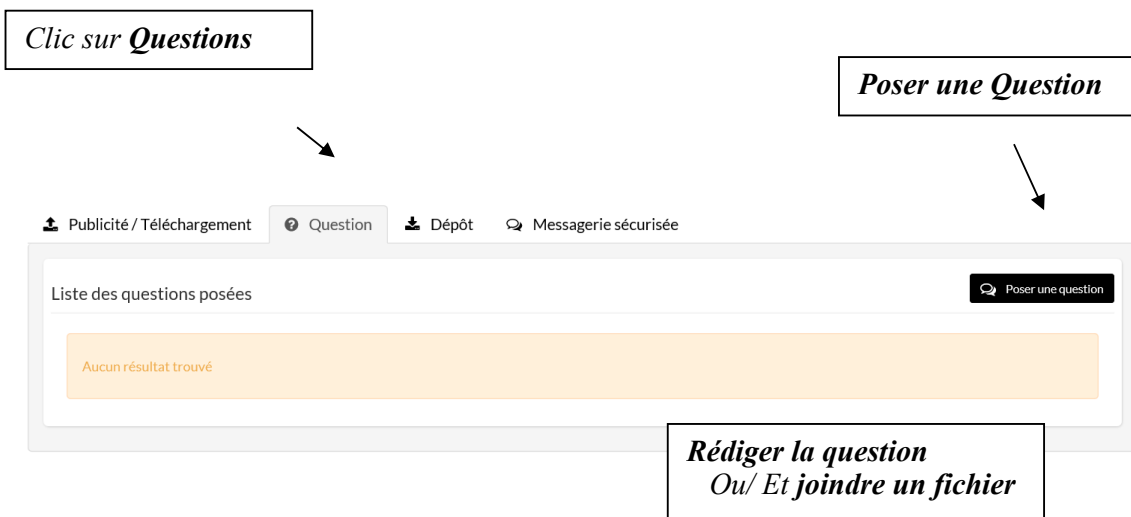 Clic sur Questions
Poser une Question
Publicité / Téléchargement Question Dépôt Messagerie sécurisée
Liste des questions posées
Poser une question
Aucun résultat trouvé
Rédiger la question
Ou/ Et joindre un fichier